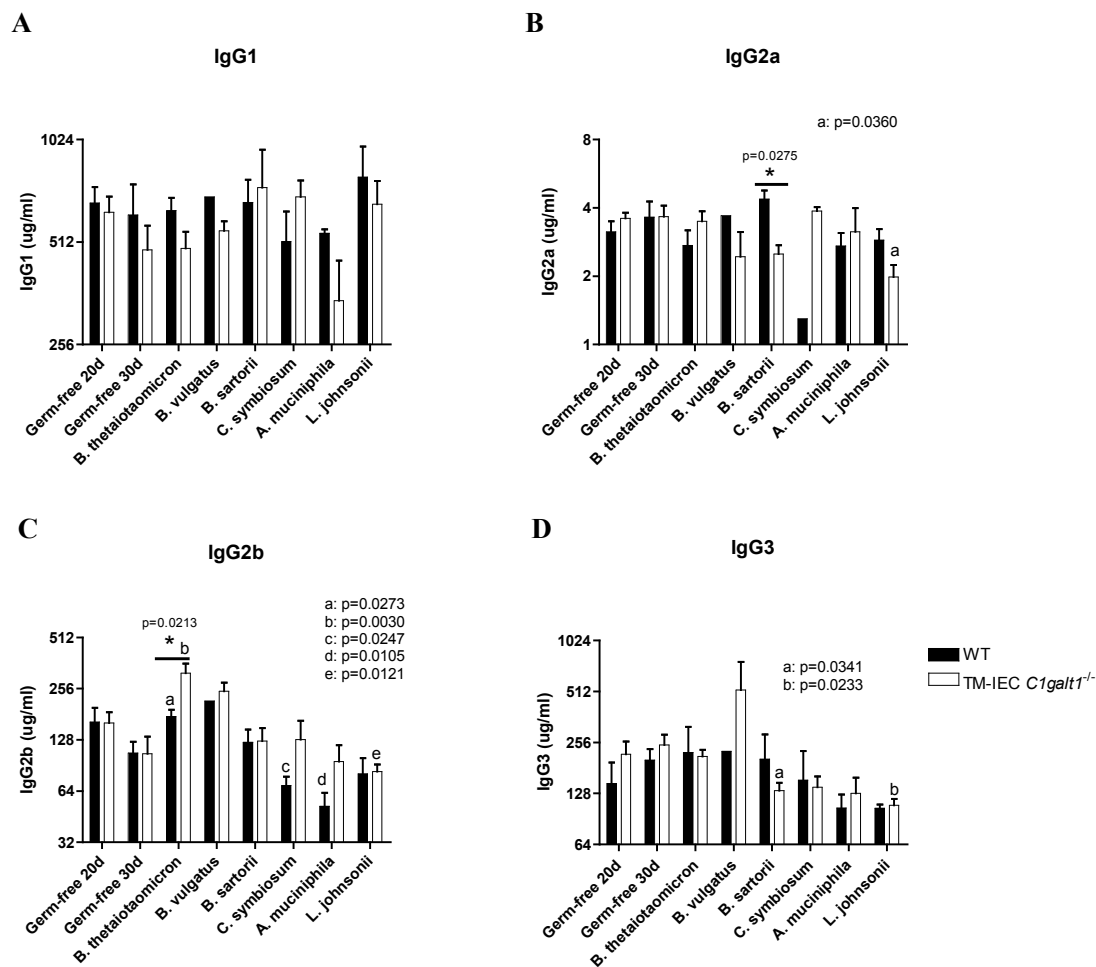 A
IgG1
IgG1 (ug/ml)
1024
512
256
Germ-free 20d
Germ-free 30d
B. thetaiotaomicron
B. vulgatus
B. sartorii
C. symbiosum
A. muciniphila
L. johnsonii
B
IgG2a
a: p=0.0360
p=0.0275
*
a
IgG2a (ug/ml)
8
4
2
1
Germ-free 20d
Germ-free 30d
B. thetaiotaomicron
B. vulgatus
B. sartorii
C. symbiosum
A. muciniphila
L. johnsonii
C
IgG2b
a: p=0.0273
b: p=0.0030
c: p=0.0247
d: p=0.0105
e: p=0.0121
p=0.0213
* b
a
c
d
e
IgG2b (ug/ml)
512
256
128
64
32
Germ-free 20d
Germ-free 30d
B. thetaiotaomicron
B. vulgatus
B. sartorii
C. symbiosum
A. muciniphila
L. johnsonii
D
IgG3
a: p=0.0341
b: p=0.0233
a
b
IgG3 (ug/ml)
1024
512
256
128
64
Germ-free 20d
Germ-free 30d
B. thetaiotaomicron
B. vulgatus
B. sartorii
C. symbiosum
A. muciniphila
L. johnsonii
WT
TM-IEC C1galt1-/-